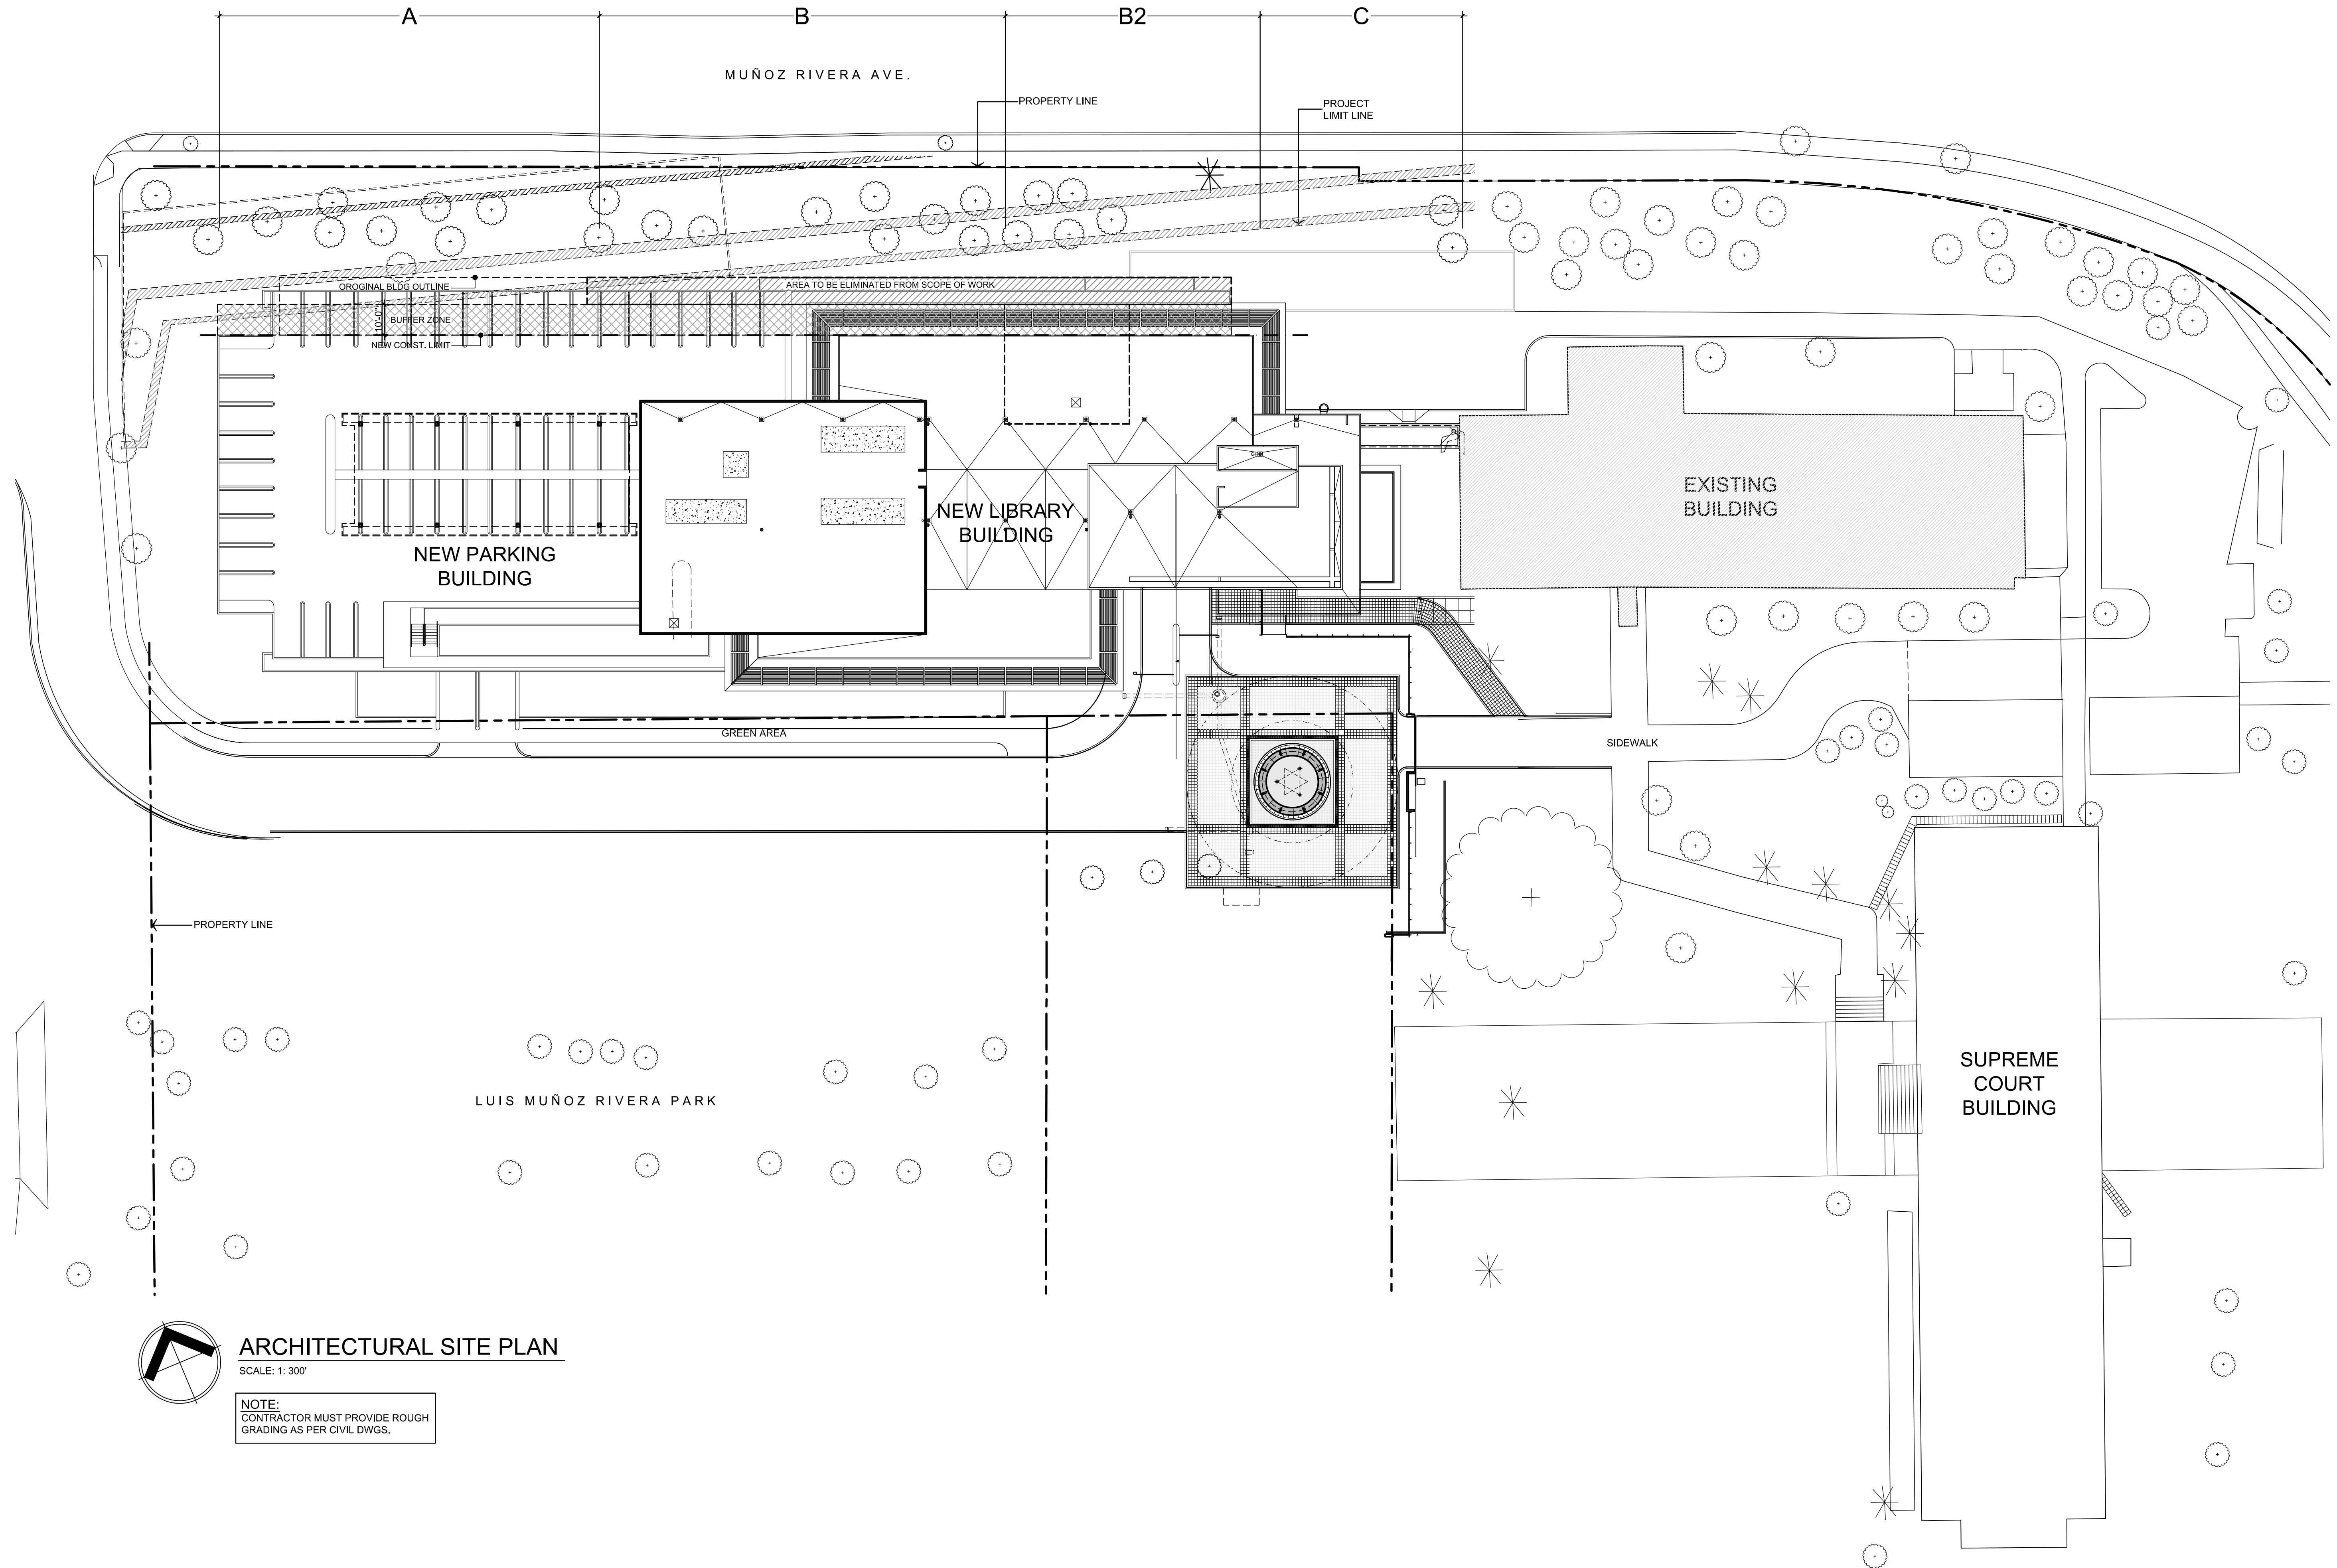 A
B
B2
C
MUÑOZ RIVERA AVE.
PROPERTY LINE
PROJECT
LIMIT LINE
OROGINAL BLDG OUTLINE
AREA TO BE ELIMINATED FROM SCOPE OF WORK
10'-0"
BUFFER ZONE
NEW CONST. LIMIT
EXISTING
BUILDING
NEW LIBRARY
BUILDING
NEW PARKING
BUILDING
GREEN AREA
SIDEWALK
PROPERTY LINE
LUIS MUÑOZ RIVERA PARK
SUPREME
COURT
BUILDING
ARCHITECTURAL SITE PLAN
SCALE: 1: 300'
NOTE:
CONTRACTOR MUST PROVIDE ROUGH
GRADING AS PER CIVIL DWGS.